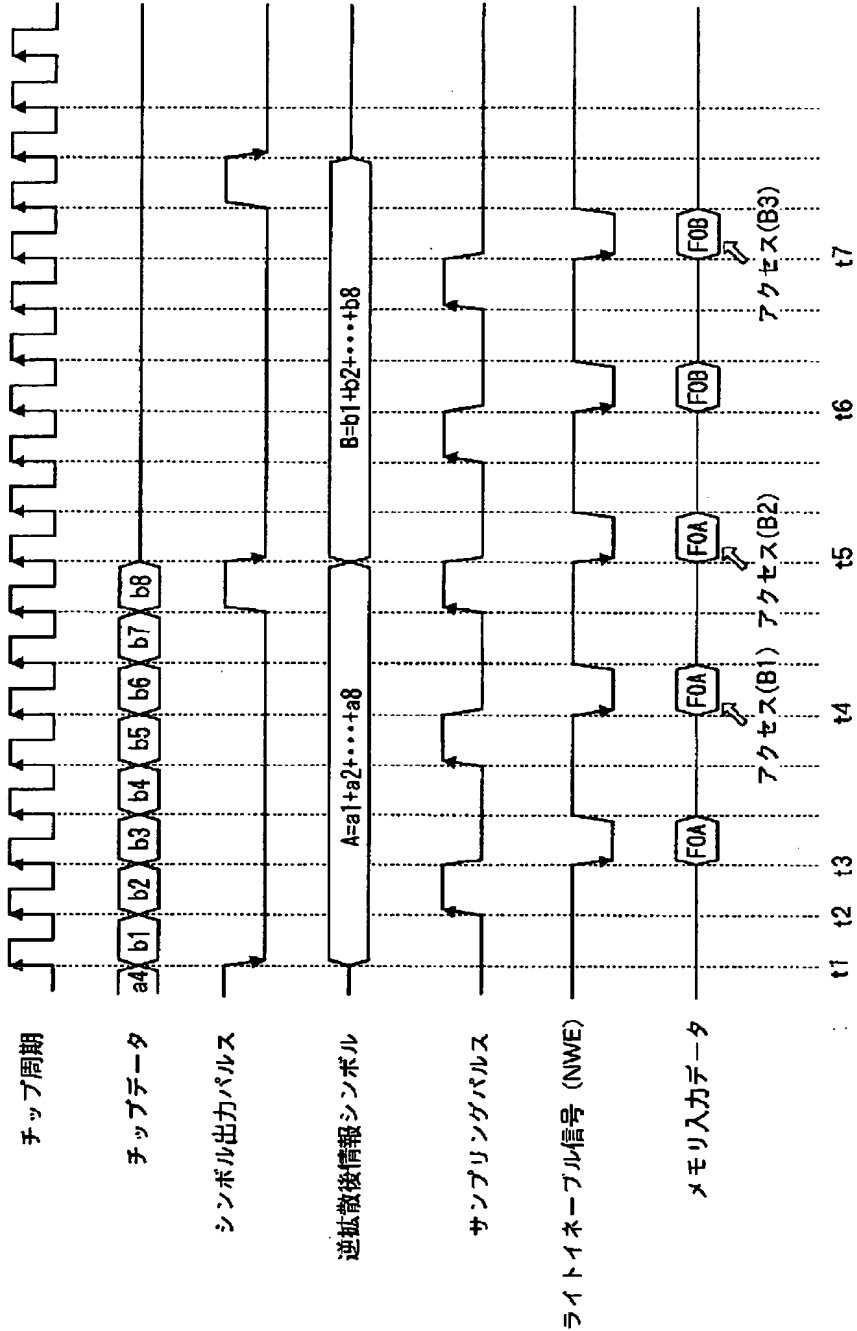 チップ周期
チップデータ
a4 b1 b2 b3 b4 b5 b6 b7 b8
シンボル出力パルス
逆拡散後情報シンボル
A=a1+a2+・・・+a8
B=b1+b2+・・・+b8
サンプリングパルス
ライトイネーブル信号 (NWE)
メモリ入力データ
F0A F0A F0A F0B F0B
アクセス(B1) アクセス(B2) アクセス(B3)
t1 t2 t3 t4 t5 t6 t7